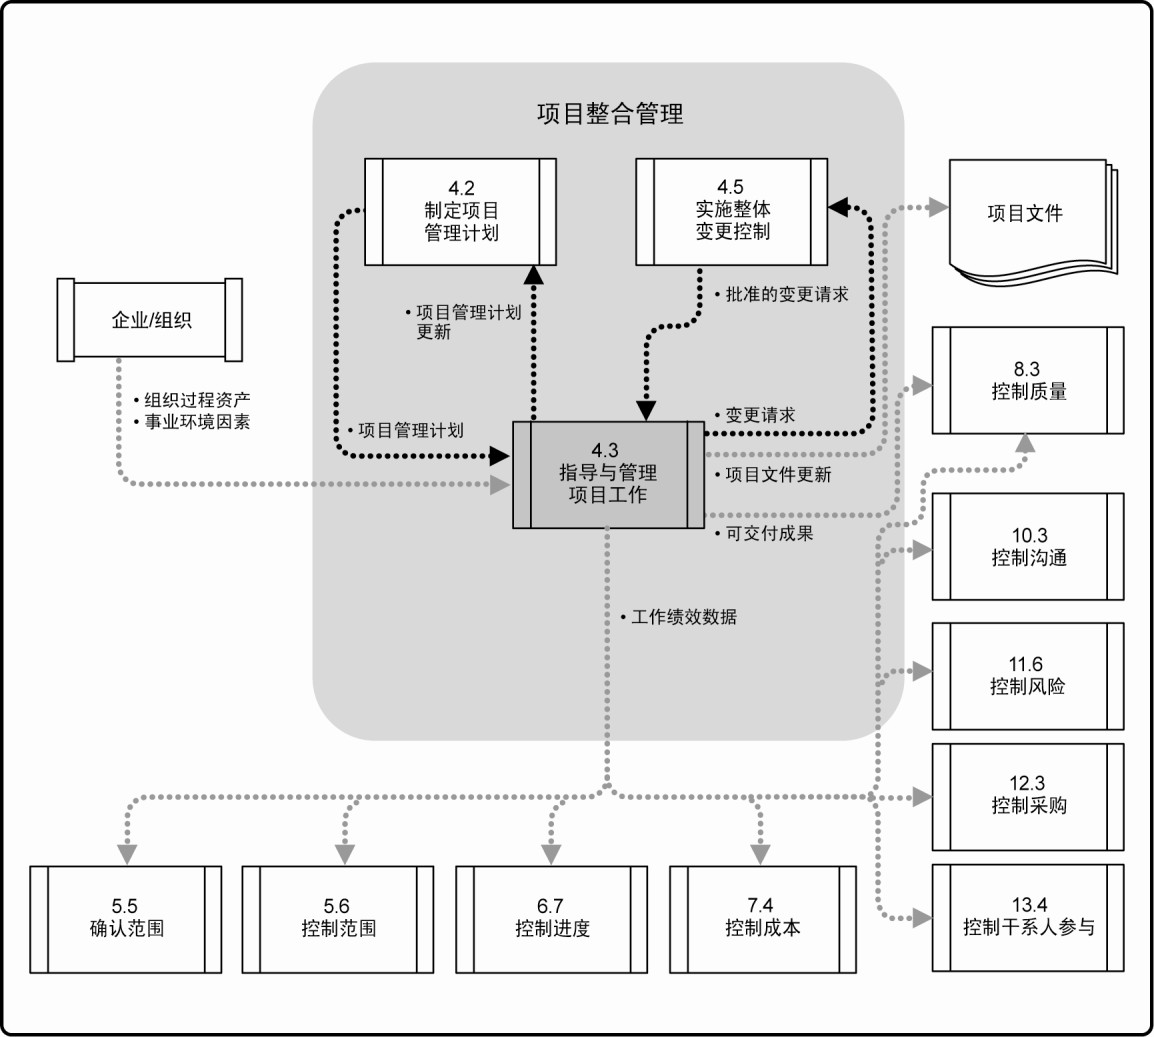 项目整合管理
4.2
制定项目
管理计划
4.5
实施整体
变更控制
项目文件
企业/组织
• 组织过程资产
• 事业环境因素
• 项目管理计划
更新
• 批准的变更请求
8.3
控制质量
• 项目管理计划
• 变更请求
4.3
指导与管理
项目工作
• 项目文件更新
• 可交付成果
10.3
控制沟通
• 工作绩效数据
11.6
控制风险
12.3
控制采购
5.5
确认范围
5.6
控制范围
6.7
控制进度
7.4
控制成本
13.4
控制干系人参与